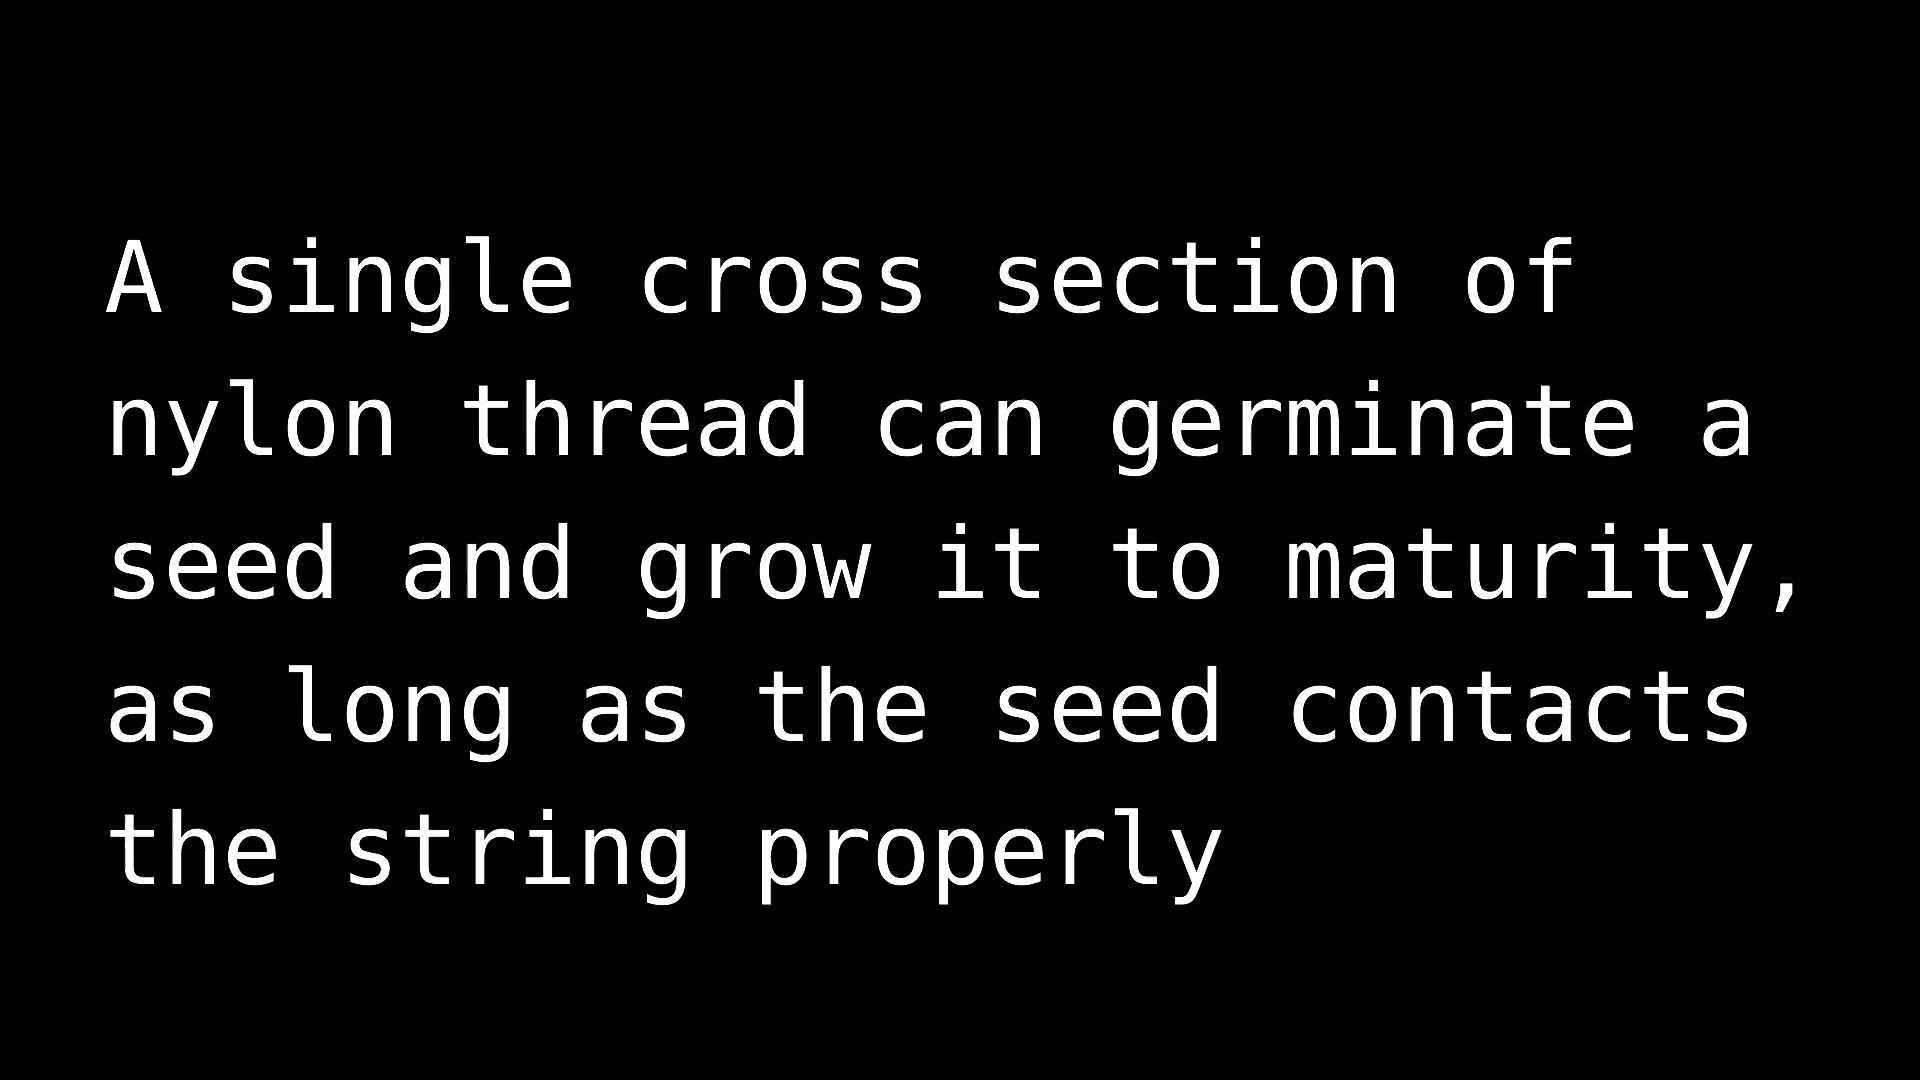 A single cross section of
nylon thread can germinate a
seed and grow it to maturity,
as long as the seed contacts
the string properly